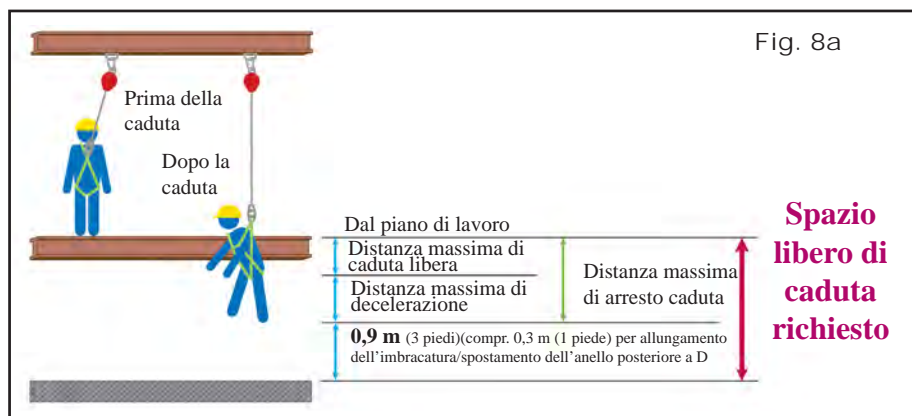 Fig. 8a
Prima della
caduta
Dopo la
caduta
Dal piano di lavoro
Distanza massima di
caduta libera
Distanza massima di
decelerazione
Distanza massima
di arresto caduta
0,9 m (3 piedi)(compr. 0,3 m (1 piede) per allungamento
dell'imbracatura/spostamento dell'anello posteriore a D
Spazio
libero di
caduta
richiesto